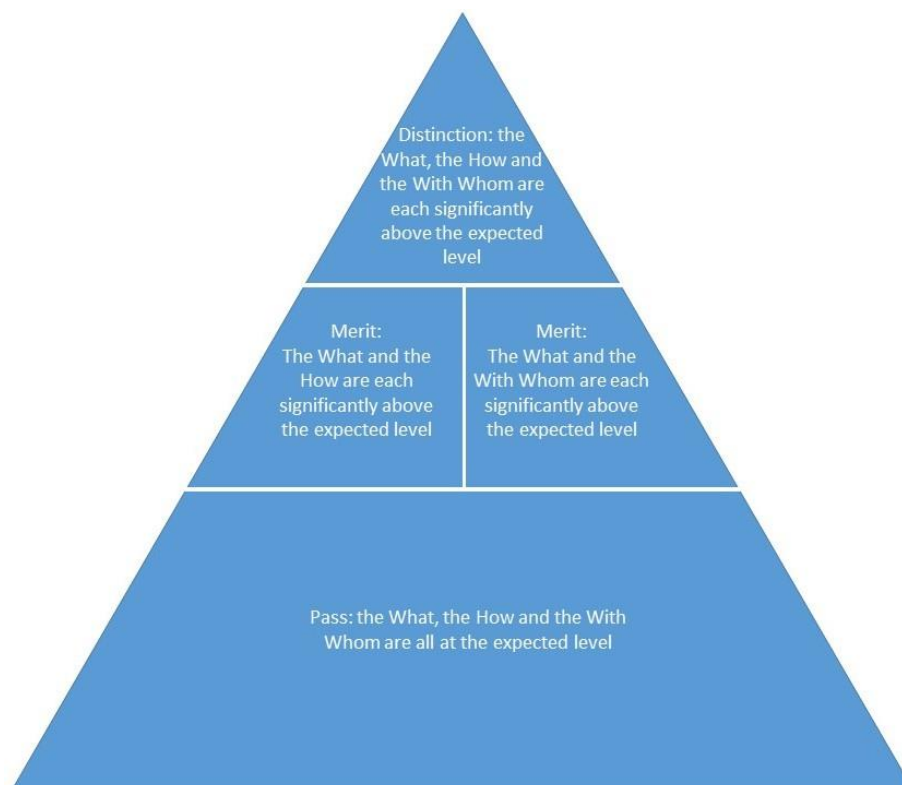 Distinction: the
What, the How and
the With Whom are
each significantly
above the expected
level
Merit:
The What and the
How are each
significantly above
the expected level
Merit:
The What and the
With Whom are each
significantly above
the expected level
Pass: the What, the How and the With
Whom are all at the expected level